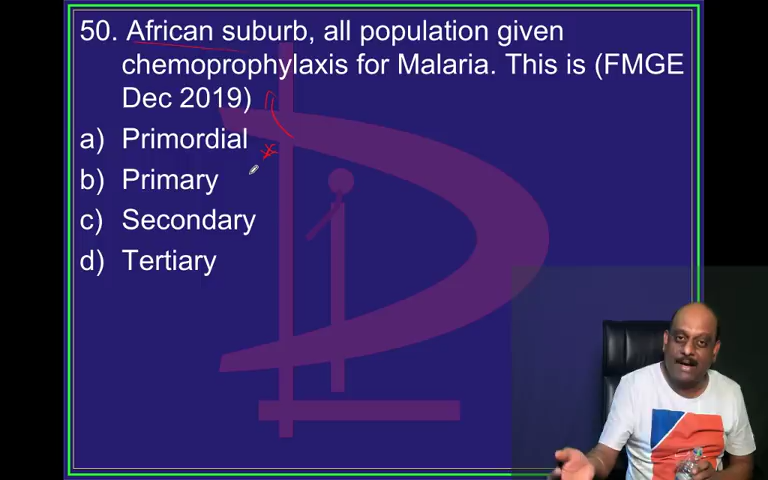 50. African suburb, all population given
chemoprophylaxis for Malaria. This is (FMGE
Dec 2019)
a) Primordial
b) Primary
c) Secondary
d) Tertiary